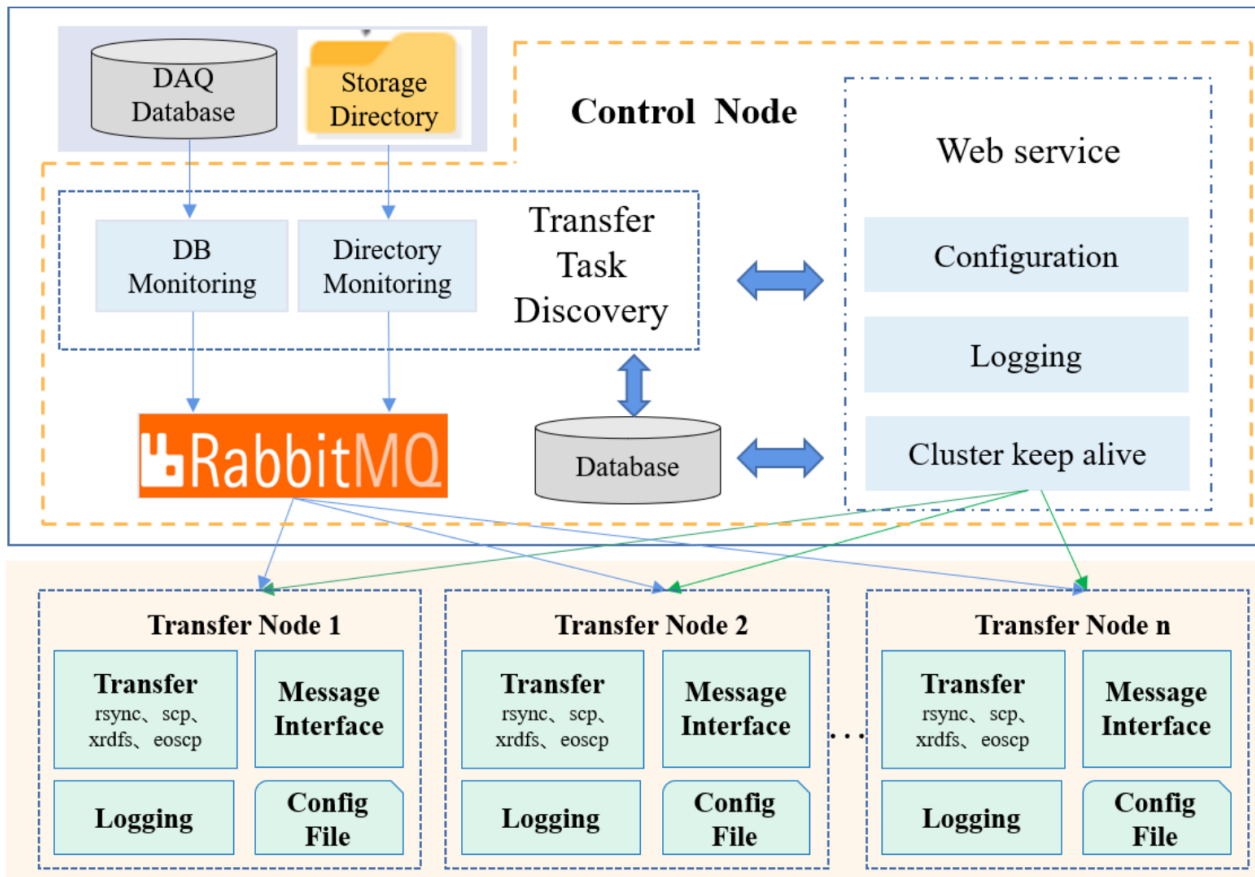 DAQ
Database
Storage
Directory
Control Node
Web service
DB
Monitoring
Directory
Monitoring
Transfer
Task
Discovery
Configuration
Logging
Cluster keep alive
RabbitMQ
Database
Transfer Node 1
Transfer
rsync、scp、
xrdfs、eoscp
Message
Interface
Logging
Config
File
Transfer Node 2
Transfer
rsync、scp、
xrdfs、eoscp
Message
Interface
Logging
Config
File
...
Transfer Node n
Transfer
rsync、scp、
xrdfs、eoscp
Message
Interface
Logging
Config
File